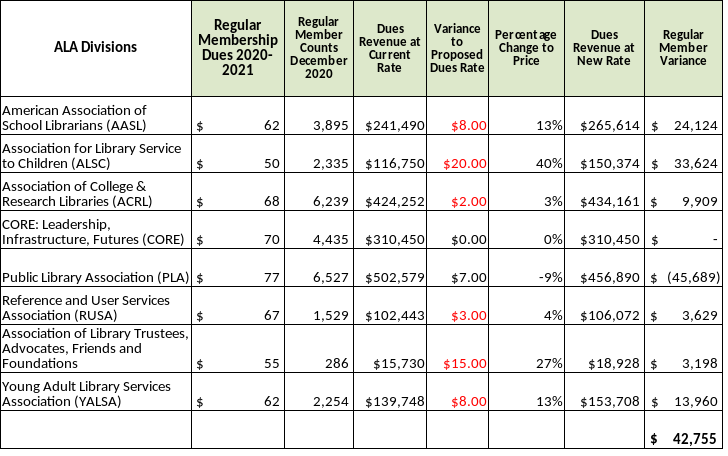 ALA Divisions
Regular
Membership
Dues 2020-
2021
Regular
Member
Counts
December
2020
Dues
Revenue at
Current
Rate
Variance
to
Proposed
Dues Rate
Percentage
Change to
Price
Dues
Revenue at
New Rate
Regular
Member
Variance
American Association of
School Librarians (AASL) $ 62 3,895 $241,490 $8.00 13% $265,614 $ 24,124
Association for Library Service
to Children (ALSC) $ 50 2,335 $116,750 $20.00 40% $150,374 $ 33,624
Association of College &
Research Libraries (ACRL) $ 68 6,239 $424,252 $2.00 3% $434,161 $ 9,909
CORE: Leadership,
Infrastructure, Futures (CORE) $ 70 4,435 $310,450 $0.00 0% $310,450 $ -
Public Library Association (PLA) $ 77 6,527 $502,579 $7.00 -9% $456,890 $ (45,689)
Reference and User Services
Association (RUSA) $ 67 1,529 $102,443 $3.00 4% $106,072 $ 3,629
Association of Library Trustees,
Advocates, Friends and
Foundations $ 55 286 $15,730 $15.00 27% $18,928 $ 3,198
Young Adult Library Services
Association (YALSA) $ 62 2,254 $139,748 $8.00 13% $153,708 $ 13,960
$ 42,755